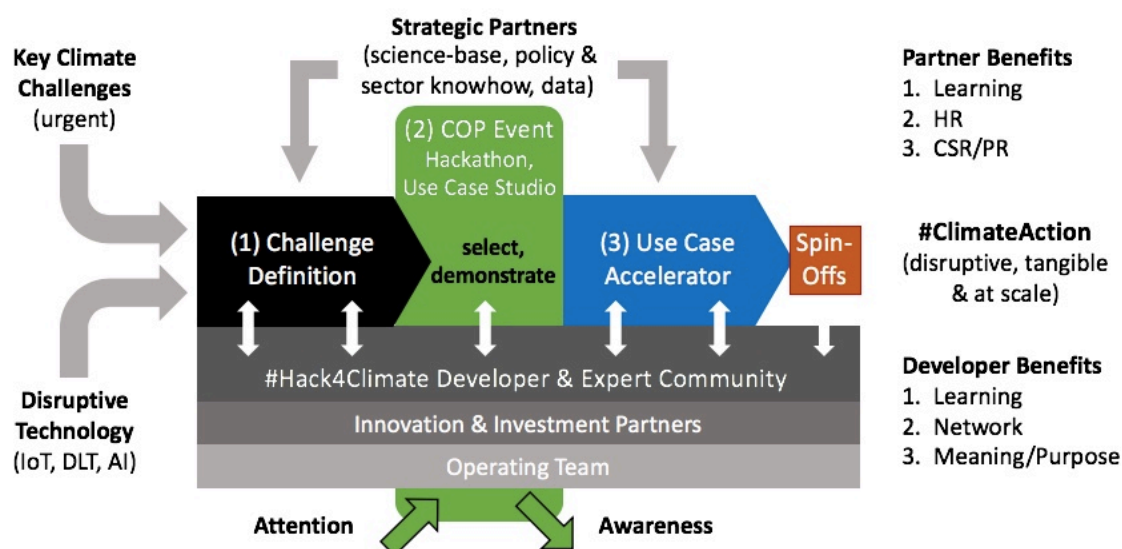 Strategic Partners
(science-base, policy &
sector knowhow, data)
Key Climate
Challenges
(urgent)
Partner Benefits
1. Learning
2. HR
3. CSR/PR
(2) COP Event
Hackathon,
Use Case Studio
(1) Challenge
Definition
select,
demonstrate
(3) Use Case
Accelerator
Spin-
Offs
#ClimateAction
(disruptive, tangible
& at scale)
#Hack4Climate Developer & Expert Community
Innovation & Investment Partners
Operating Team
Disruptive
Technology
(IoT, DLT, AI)
Developer Benefits
1. Learning
2. Network
3. Meaning/Purpose
Attention
Awareness